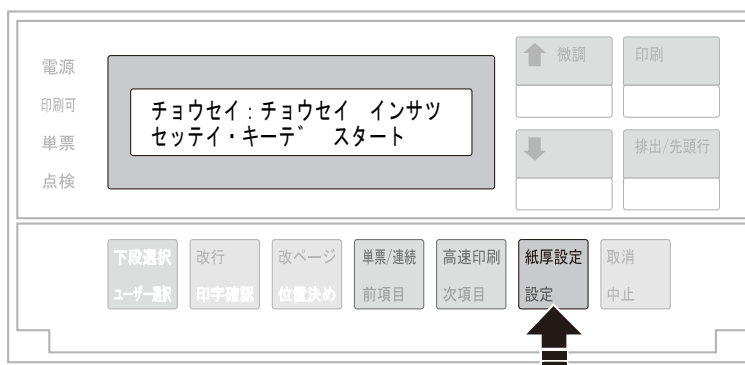 電源
印刷可
単票
点検
チョウセイ:チョウセイ インサツ
セッテイ・キーデ゛ スタート
微調
印刷
排出/先頭行
下段選択
ユーザー選択
改行
印字確認
改ページ
位置決め
単票/連続
前項目
高速印刷
次項目
紙厚設定
設定
取消
中止